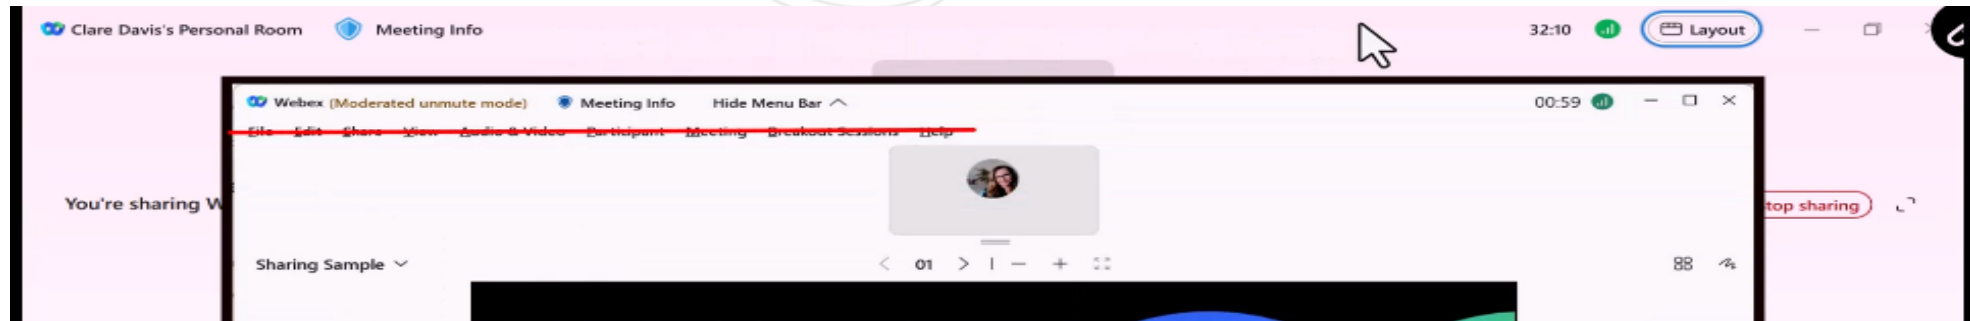 Clare Davis's Personal Room Meeting Info 32:10 Layout
Webex (Moderated unmute mode) Meeting Info Hide Menu Bar 00:59
File Edit Share View Audio & Video Participant Meeting Breakout Sessions Help
You're sharing W top sharing
Sharing Sample 01